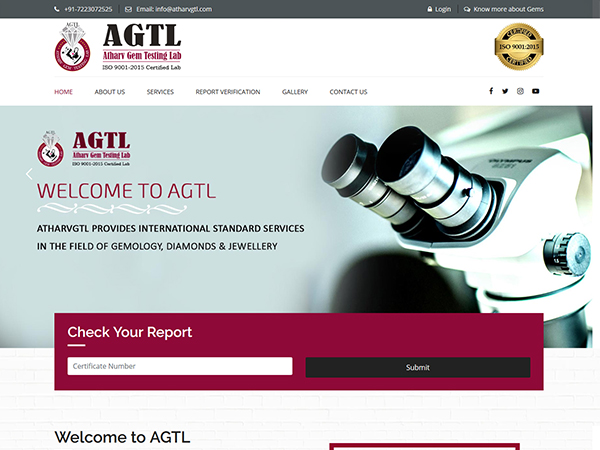 +91-7223072525
Email: info@atharvgtl.com
Login
Know more about Gems
AGTL
Atharv Gem Testing Lab
ISO 9001-2015 Certified Lab
CERTIFIED
ISO 9001:2015
CERTIFIED
HOME
ABOUT US
SERVICES
REPORT VERIFICATION
GALLERY
CONTACT US
AGTL
Atharv Gem Testing Lab
ISO 9001-2015 Certified Lab
WELCOME TO AGTL
ATHARVGTL PROVIDES INTERNATIONAL STANDARD SERVICES
IN THE FIELD OF GEMOLOGY, DIAMONDS & JEWELLERY
OLYMPUS
Check Your Report
Certificate Number
Submit
Welcome to AGTL